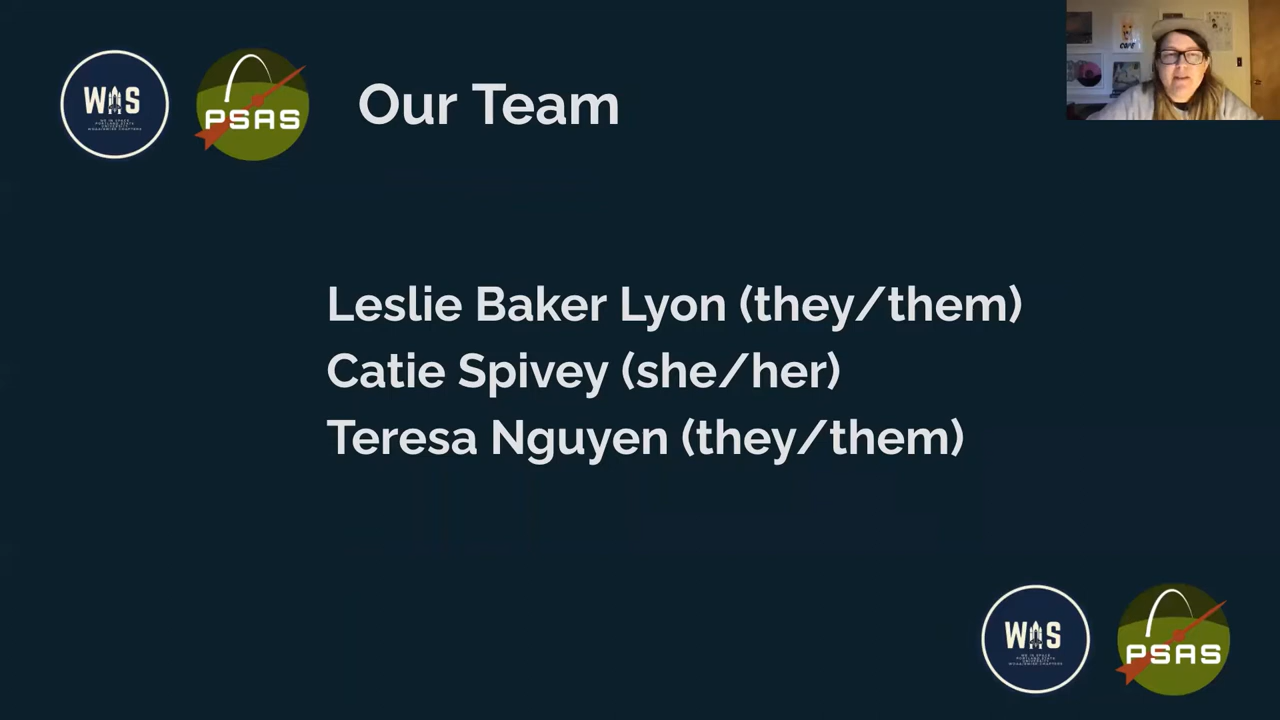 WAS
PSAS
Our Team
Leslie Baker Lyon (they/them)
Catie Spivey (she/her)
Teresa Nguyen (they/them)
WAS
PSAS